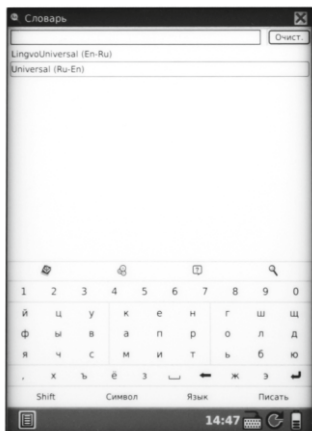 Словарь
Очист.
LingvoUniversal (En-Ru)
Universal (Ru-En)
1 2 3 4 5 6 7 8 9 0
й ц у к е н г ш щ
ф ы в а п р о л д
я ч с м и т ь б ю
, х ъ ё з ж э
Shift Символ Язык Писать
14:47